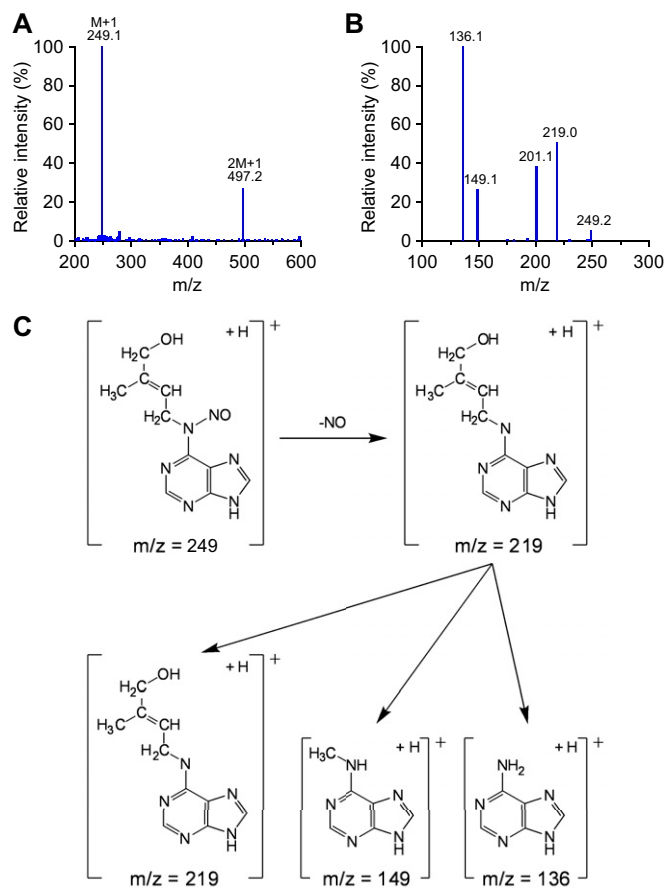 A
M+1
249.1
100
80
60
40
20
0
Relative intensity (%)
2M+1
497.2
200 300 400 500 600
m/z
B
136.1
100
80
60
40
20
0
Relative intensity (%)
149.1
201.1
219.0
249.2
100 150 200 250 300
m/z
C
+ H
+
H2C OH
H3C C CH
H2C N NO
N N
N N
H
m/z = 249
-NO
+ H
+
H2C OH
H3C C CH
H2C N
N N
N N
H
m/z = 219
+ H
+
H2C OH
H3C C CH
H2C N
N N
N N
H
m/z = 219
+ H
+
H3C NH
N N
N N
H
m/z = 149
+ H
+
NH2
N N
N N
H
m/z = 136